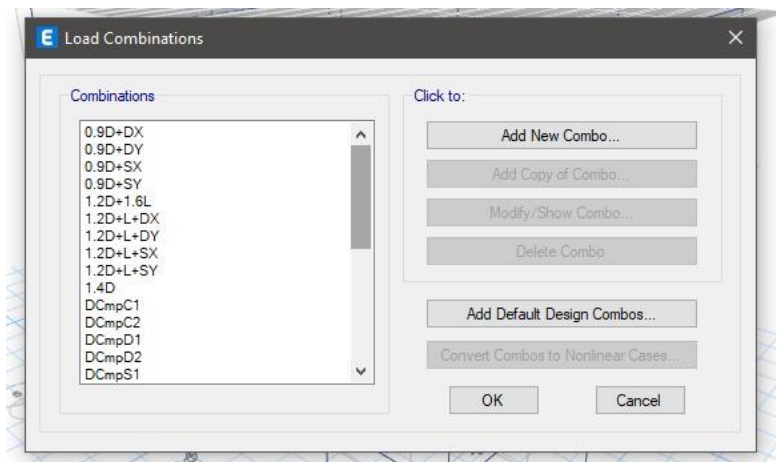 E Load Combinations
Combinations
0.9D+DX
0.9D+DY
0.9D+SX
0.9D+SY
1.2D+1.6L
1.2D+L+DX
1.2D+L+DY
1.2D+L+SX
1.2D+L+SY
1.4D
DCmpC1
DCmpC2
DCmpD1
DCmpD2
DCmpS1
Click to:
Add New Combo...
Add Copy of Combo...
Modify/Show Combo...
Delete Combo
Add Default Design Combos...
Convert Combos to Nonlinear Cases...
OK
Cancel